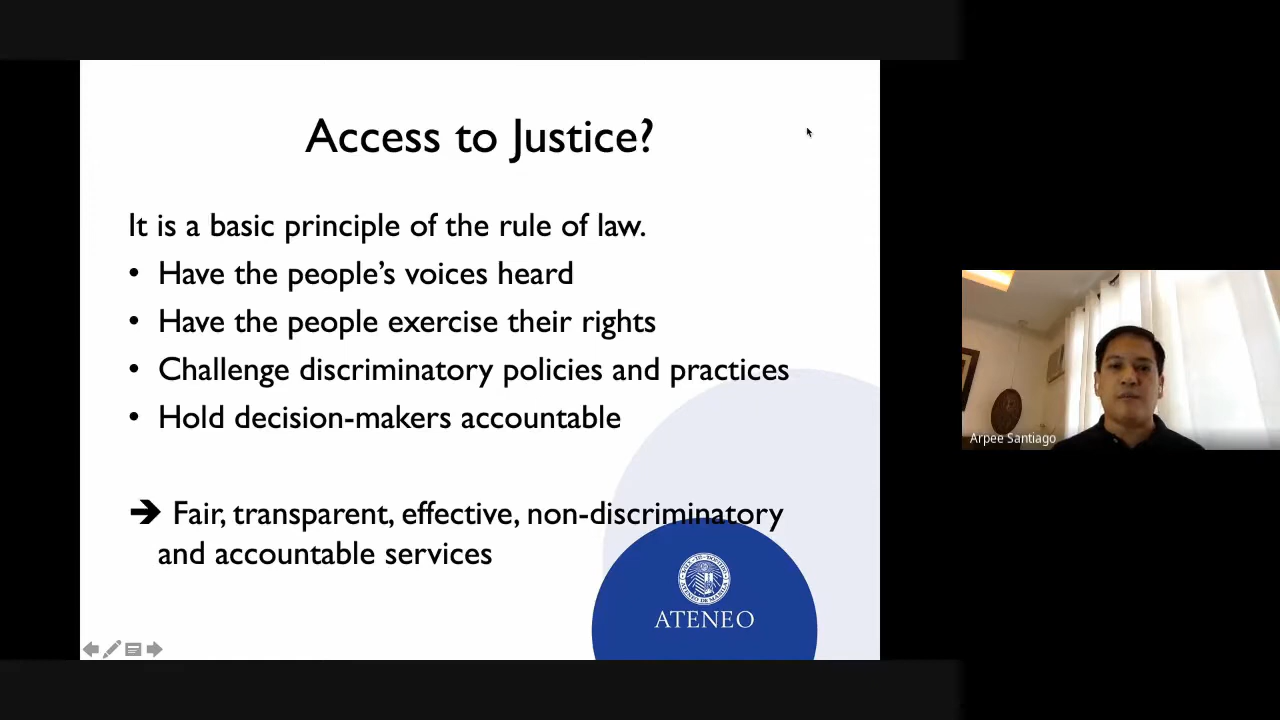 Access to Justice?
It is a basic principle of the rule of law.
• Have the people’s voices heard
• Have the people exercise their rights
• Challenge discriminatory policies and practices
• Hold decision-makers accountable
➔ Fair, transparent, effective, non-discriminatory
and accountable services
ATENEO
Arpee Santiago